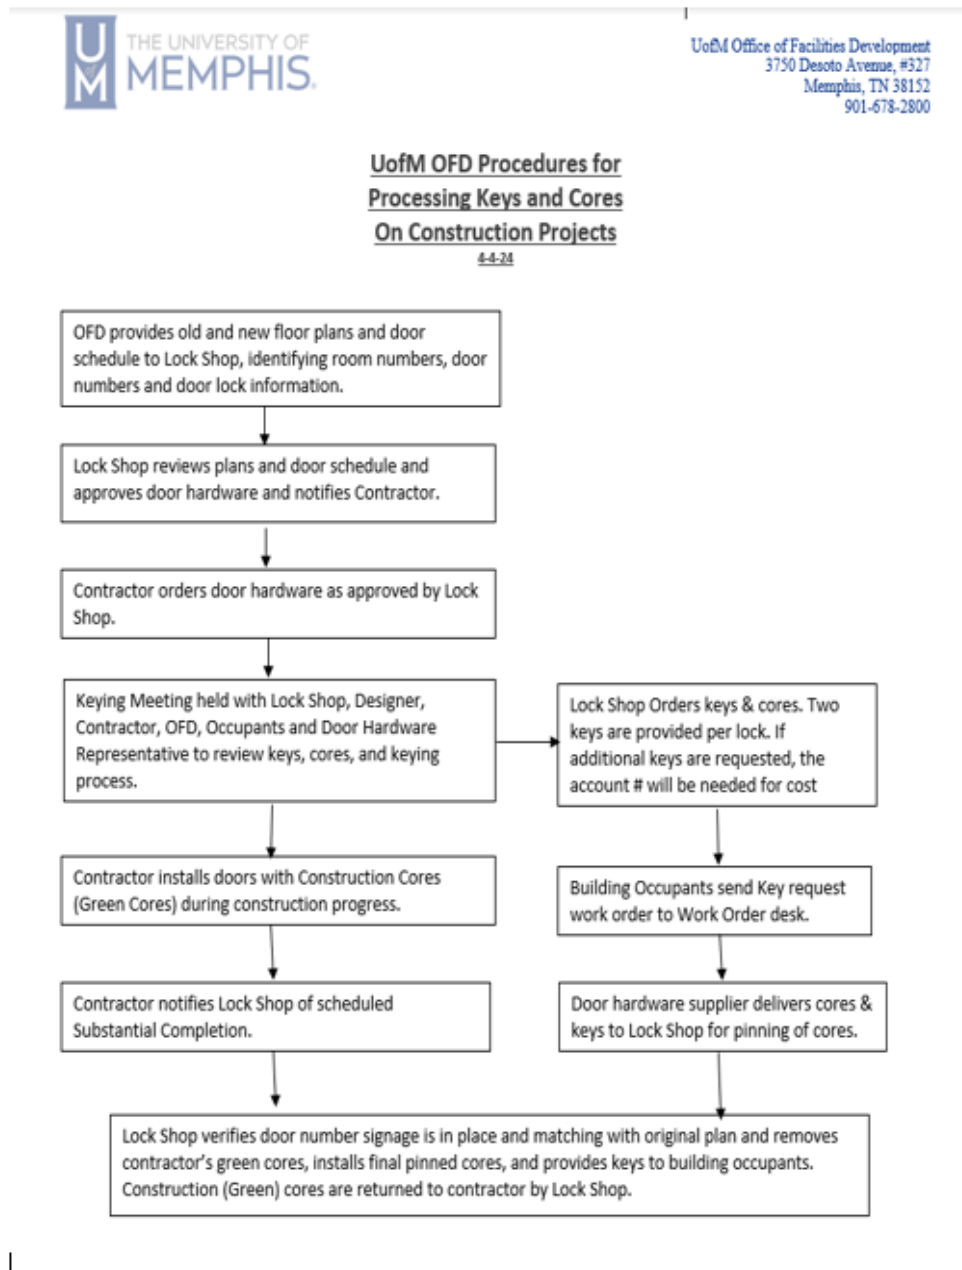 THE UNIVERSITY OF
MEMPHIS.
UofM Office of Facilities Development
3750 Desoto Avenue, #327
Memphis, TN 38152
901-678-2800
UofM OFD Procedures for
Processing Keys and Cores
On Construction Projects
4-4-24
OFD provides old and new floor plans and door
schedule to Lock Shop, identifying room numbers, door
numbers and door lock information.
Lock Shop reviews plans and door schedule and
approves door hardware and notifies Contractor.
Contractor orders door hardware as approved by Lock
Shop.
Keying Meeting held with Lock Shop, Designer,
Contractor, OFD, Occupants and Door Hardware
Representative to review keys, cores, and keying
process.
Lock Shop Orders keys & cores. Two
keys are provided per lock. If
additional keys are requested, the
account # will be needed for cost
Contractor installs doors with Construction Cores
(Green Cores) during construction progress.
Building Occupants send Key request
work order to Work Order desk.
Contractor notifies Lock Shop of scheduled
Substantial Completion.
Door hardware supplier delivers cores &
keys to Lock Shop for pinning of cores.
Lock Shop verifies door number signage is in place and matching with original plan and removes
contractor's green cores, installs final pinned cores, and provides keys to building occupants.
Construction (Green) cores are returned to contractor by Lock Shop.